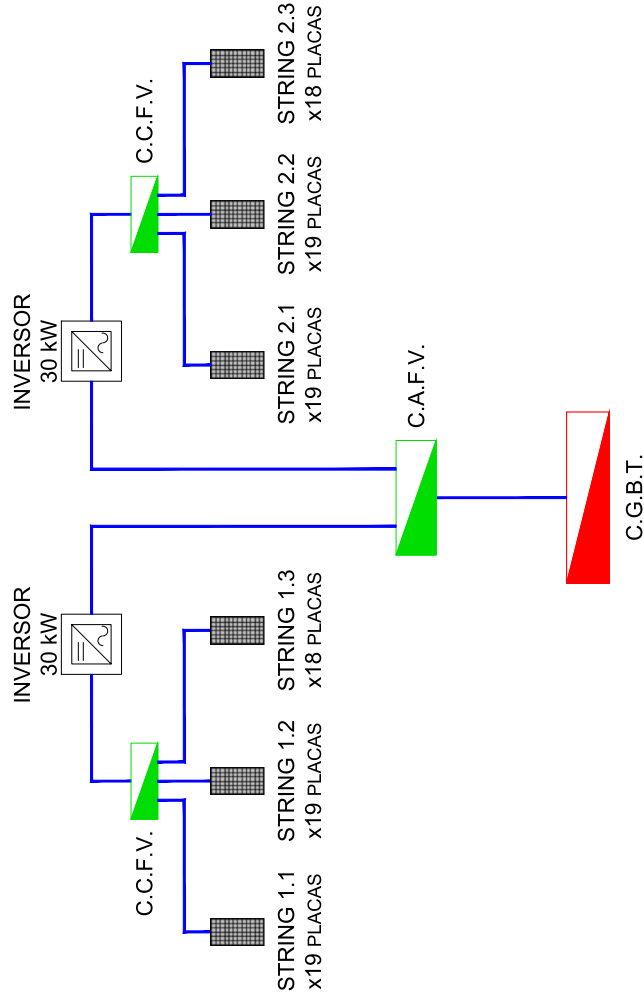 INVERSOR
30 kW
INVERSOR
30 kW
C.C.F.V.
C.C.F.V.
STRING 1.1
x19 PLACAS
STRING 1.2
x19 PLACAS
STRING 1.3
x18 PLACAS
STRING 2.1
x19 PLACAS
STRING 2.2
x19 PLACAS
STRING 2.3
x18 PLACAS
C.A.F.V.
C.G.B.T.